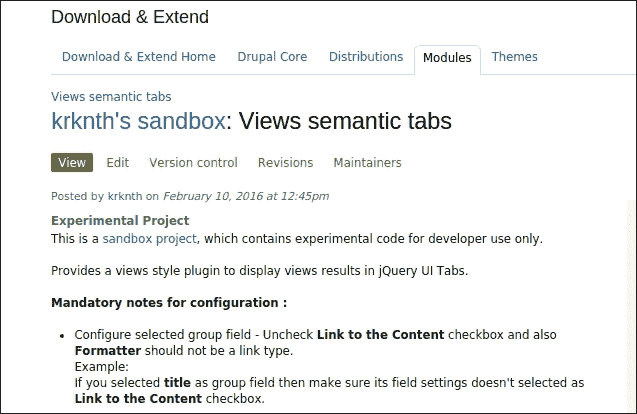 Download & Extend
Download & Extend Home Drupal Core Distributions Modules Themes
Views semantic tabs
krknth's sandbox: Views semantic tabs
View Edit Version control Revisions Maintainers
Posted by krknth on February 10, 2016 at 12:45pm
Experimental Project
This is a sandbox project, which contains experimental code for developer use only.
Provides a views style plugin to display views results in jQuery UI Tabs.
Mandatory notes for configuration :
• Configure selected group field - Uncheck Link to the Content checkbox and also
Formatter should not be a link type.
Example:
If you selected title as group field then make sure its field settings doesn't selected as
Link to the Content checkbox.